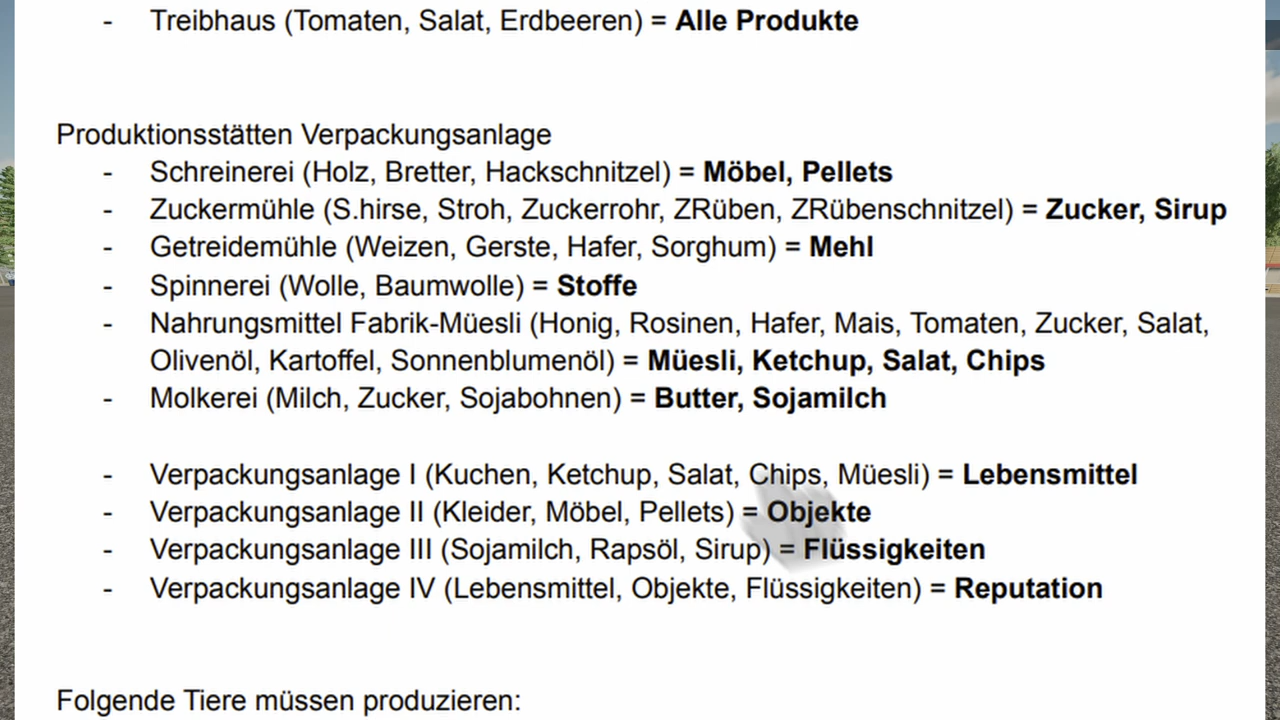 - Treibhaus (Tomaten, Salat, Erdbeeren) = Alle Produkte
Produktionsstätten Verpackungsanlage
- Schreinerei (Holz, Bretter, Hackschnitzel) = Möbel, Pellets
- Zuckermühle (S.hirse, Stroh, Zuckerrohr, ZRüben, ZRübenschnitzel) = Zucker, Sirup
- Getreidemühle (Weizen, Gerste, Hafer, Sorghum) = Mehl
- Spinnerei (Wolle, Baumwolle) = Stoffe
- Nahrungsmittel Fabrik-Müesli (Honig, Rosinen, Hafer, Mais, Tomaten, Zucker, Salat,
Olivenöl, Kartoffel, Sonnenblumenöl) = Müesli, Ketchup, Salat, Chips
- Molkerei (Milch, Zucker, Sojabohnen) = Butter, Sojamilch
- Verpackungsanlage I (Kuchen, Ketchup, Salat, Chips, Müesli) = Lebensmittel
- Verpackungsanlage II (Kleider, Möbel, Pellets) = Objekte
- Verpackungsanlage III (Sojamilch, Rapsöl, Sirup) = Flüssigkeiten
- Verpackungsanlage IV (Lebensmittel, Objekte, Flüssigkeiten) = Reputation
Folgende Tiere müssen produzieren: